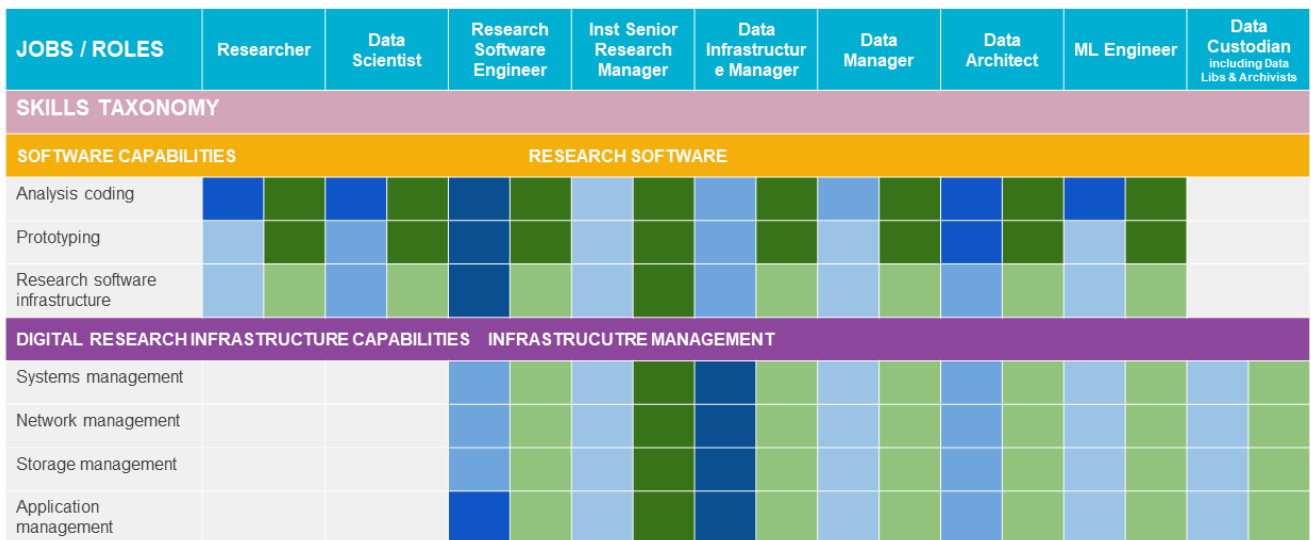 JOBS / ROLES
Researcher
Data
Scientist
Research
Software
Engineer
Inst Senior
Research
Manager
Data
Infrastructur
e Manager
Data
Manager
Data
Architect
ML Engineer
Data
Custodian
including Data
Libs & Archivists
SKILLS TAXONOMY
SOFTWARE CAPABILITIES RESEARCH SOFTWARE
Analysis coding
Prototyping
Research software
infrastructure
DIGITAL RESEARCH INFRASTRUCTURE CAPABILITIES INFRASTRUCUTRE MANAGEMENT
Systems management
Network management
Storage management
Application
management